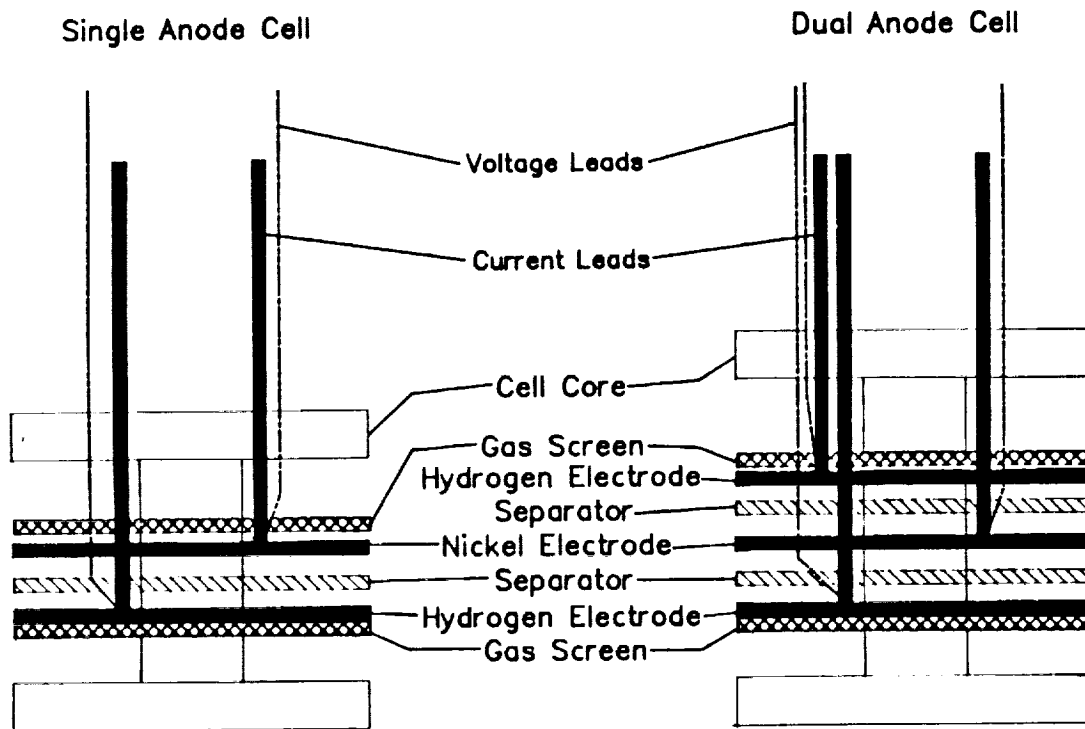 Single Anode Cell
Dual Anode Cell
Voltage Leads
Current Leads
Cell Core
Gas Screen
Hydrogen Electrode
Separator
Nickel Electrode
Separator
Hydrogen Electrode
Gas Screen